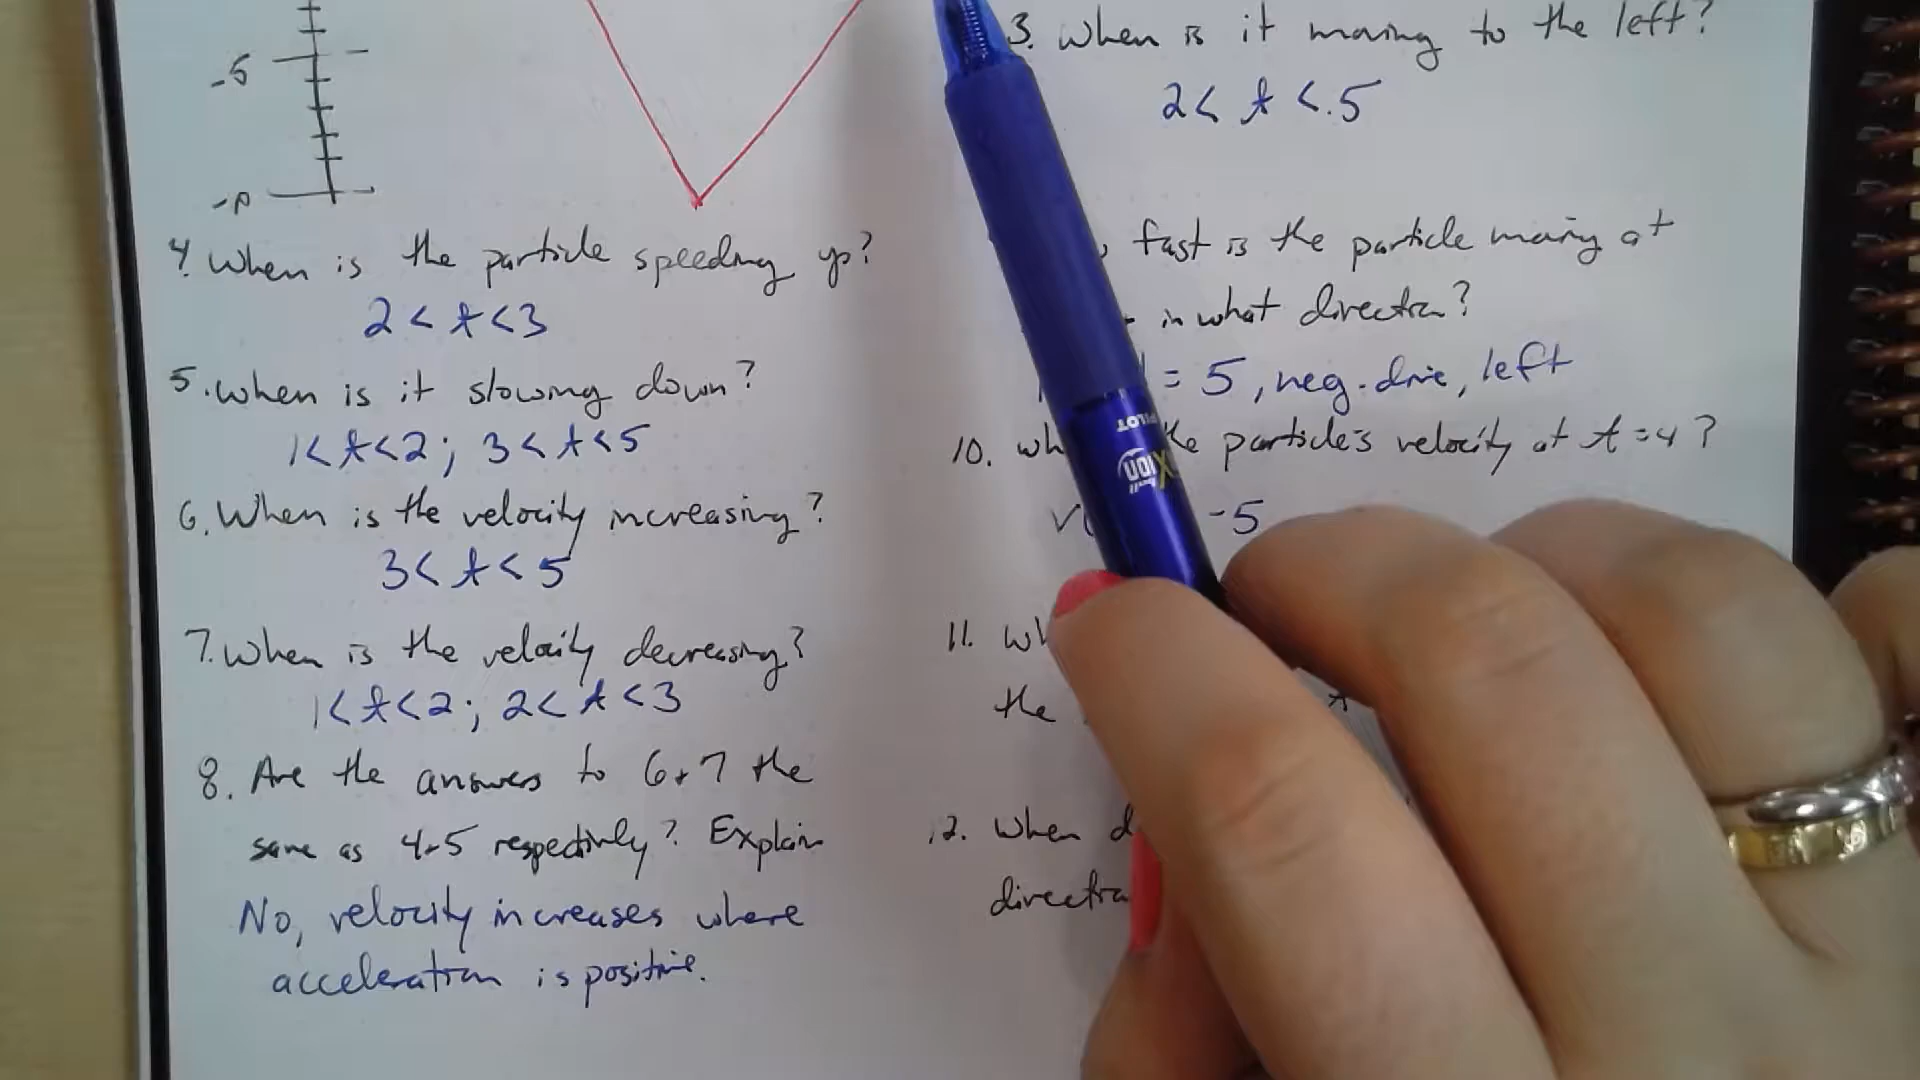 -5
3. When is it moving to the left?
2 < t < 5
4. When is the particle speeding up?
2 < t < 3
5. When is it slowing down?
1 < t < 2; 3 < t < 5
6. When is the velocity increasing?
3 < t < 5
7. When is the velocity decreasing?
1 < t < 2; 2 < t < 3
8. Are the answers to 6+7 the
same as 4+5 respectively? Explain
No, velocity increases where
acceleration is positive.
fast is the particle moving at
in what direction?
= 5, neg. dire, left
10. particle's velocity at t = 4?
-5
11.
the
12. When
PILOT